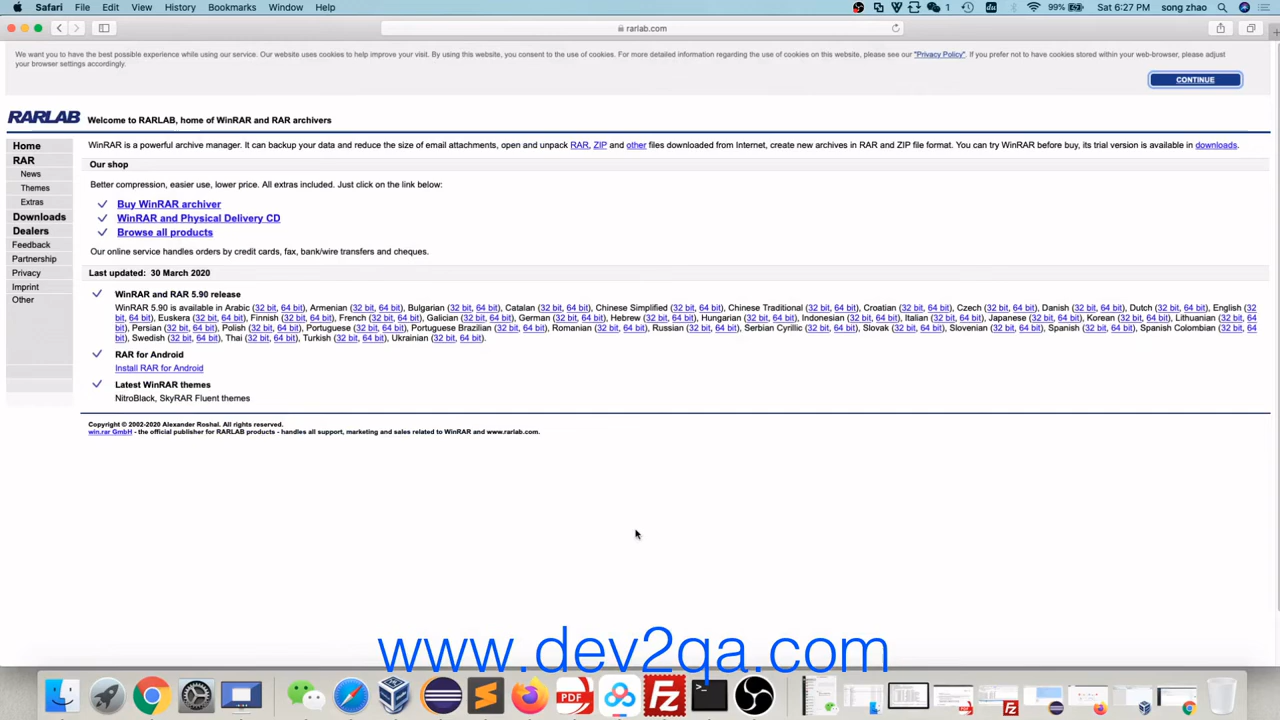 Safari File Edit View History Bookmarks Window Help 1 99% Sat 6:27 PM song zhao
rarlab.com
We want you to have the best possible experience while using our service. Our website uses cookies to help improve your visit. By using this website, you consent to the use of cookies. For more detailed information regarding the use of cookies on this website, please see our "Privacy Policy". If you prefer not to have cookies stored within your web-browser, please adjust
your browser settings accordingly.
CONTINUE
RARLAB Welcome to RARLAB, home of WinRAR and RAR archivers
Home
RAR
News
Themes
Extras
Downloads
Dealers
Feedback
Partnership
Privacy
Imprint
Other
WinRAR is a powerful archive manager. It can backup your data and reduce the size of email attachments, open and unpack RAR, ZIP and other files downloaded from Internet, create new archives in RAR and ZIP file format. You can try WinRAR before buy, its trial version is available in downloads.
Our shop
Better compression, easier use, lower price. All extras included. Just click on the link below:
Buy WinRAR archiver
WinRAR and Physical Delivery CD
Browse all products
Our online service handles orders by credit cards, fax, bank/wire transfers and cheques.
Last updated: 30 March 2020
WinRAR and RAR 5.90 release
WinRAR 5.90 is available in Arabic (32 bit, 64 bit), Armenian (32 bit, 64 bit), Bulgarian (32 bit, 64 bit), Catalan (32 bit, 64 bit), Chinese Simplified (32 bit, 64 bit), Chinese Traditional (32 bit, 64 bit), Croatian (32 bit, 64 bit), Czech (32 bit, 64 bit), Danish (32 bit, 64 bit), Dutch (32 bit, 64 bit), English (32
bit, 64 bit), Euskera (32 bit, 64 bit), Finnish (32 bit, 64 bit), French (32 bit, 64 bit), Galician (32 bit, 64 bit), German (32 bit, 64 bit), Hebrew (32 bit, 64 bit), Hungarian (32 bit, 64 bit), Indonesian (32 bit, 64 bit), Italian (32 bit, 64 bit), Japanese (32 bit, 64 bit), Korean (32 bit, 64 bit), Lithuanian (32 bit, 64
bit), Persian (32 bit, 64 bit), Polish (32 bit, 64 bit), Portuguese (32 bit, 64 bit), Portuguese Brazilian (32 bit, 64 bit), Romanian (32 bit, 64 bit), Russian (32 bit, 64 bit), Serbian Cyrillic (32 bit, 64 bit), Slovak (32 bit, 64 bit), Slovenian (32 bit, 64 bit), Spanish (32 bit, 64 bit), Spanish Colombian (32 bit, 64
bit), Swedish (32 bit, 64 bit), Thai (32 bit, 64 bit), Turkish (32 bit, 64 bit), Ukrainian (32 bit, 64 bit).
RAR for Android
Install RAR for Android
Latest WinRAR themes
NitroBlack, SkyRAR Fluent themes
Copyright © 2002-2020 Alexander Roshal. All rights reserved.
win.rar GmbH - the official publisher for RARLAB products - handles all support, marketing and sales related to WinRAR and www.rarlab.com.
www.dev2qa.com
PDF
Fz